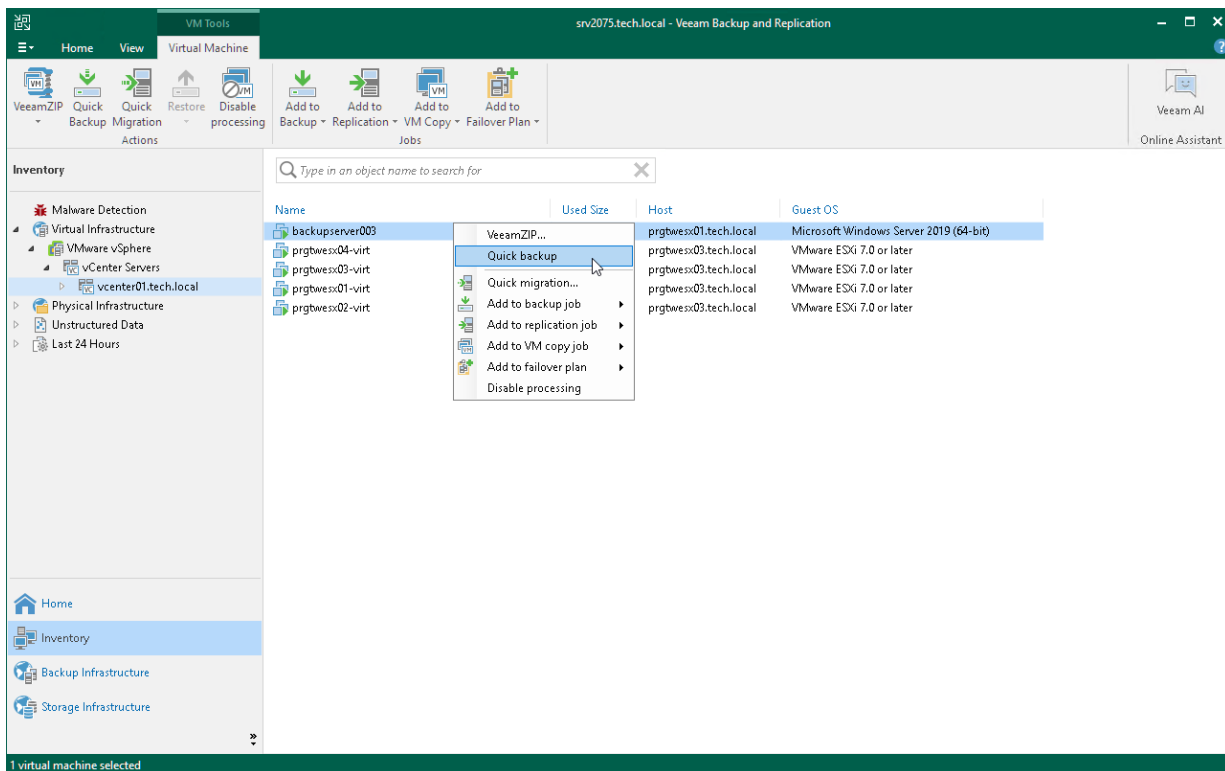 VM Tools
srv2075.tech.local - Veeam Backup and Replication
Home View Virtual Machine
VeeamZIP Quick Backup Quick Migration Restore Disable processing
Actions
Add to Backup Add to Replication Add to VM Copy Add to Failover Plan
Jobs
Veeam AI
Online Assistant
Inventory
Type in an object name to search for
Malware Detection
Virtual Infrastructure
VMware vSphere
vCenter Servers
vcenter01.tech.local
Physical Infrastructure
Unstructured Data
Last 24 Hours
Name Used Size Host Guest OS
backupserver003 prgtwesx01.tech.local Microsoft Windows Server 2019 (64-bit)
prgtwesx04-virt prgtwesx03.tech.local VMware ESXi 7.0 or later
prgtwesx03-virt prgtwesx03.tech.local VMware ESXi 7.0 or later
prgtwesx01-virt prgtwesx03.tech.local VMware ESXi 7.0 or later
prgtwesx02-virt prgtwesx03.tech.local VMware ESXi 7.0 or later
VeeamZIP...
Quick backup
Quick migration...
Add to backup job
Add to replication job
Add to VM copy job
Add to failover plan
Disable processing
Home
Inventory
Backup Infrastructure
Storage Infrastructure
1 virtual machine selected